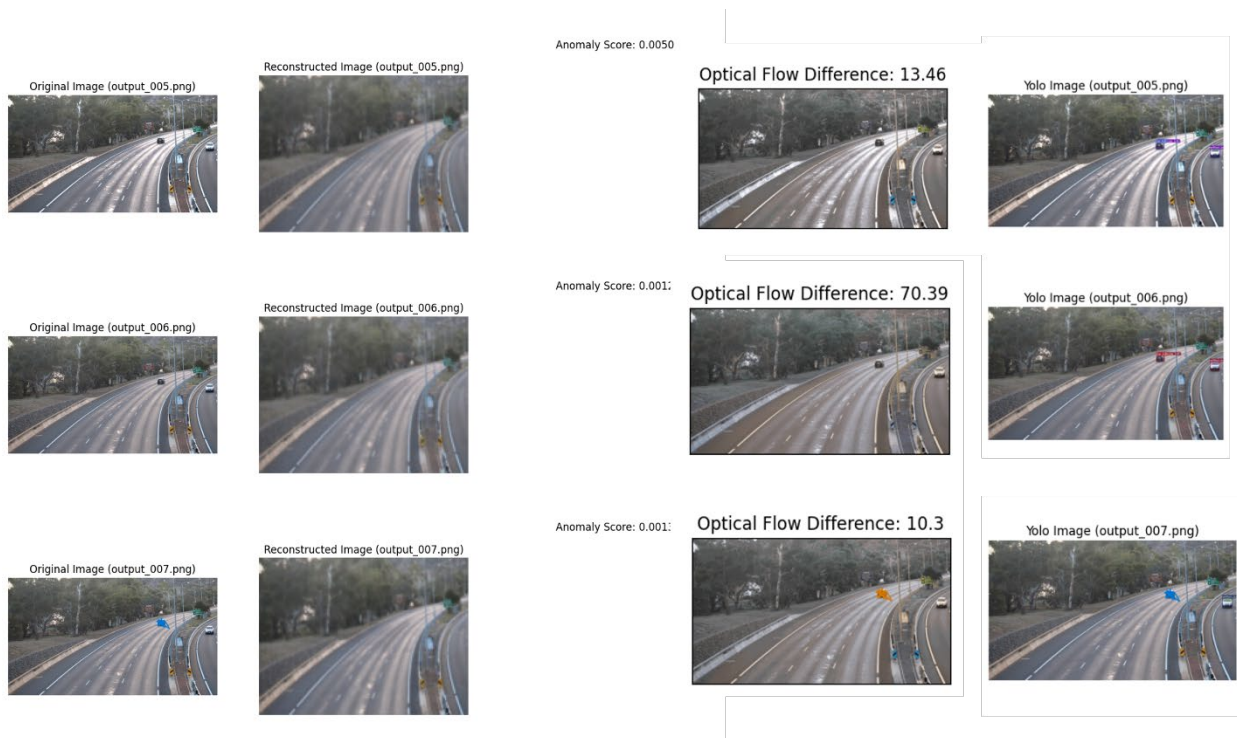 Anomaly Score: 0.0050
Original Image (output_005.png)
Reconstructed Image (output_005.png)
Optical Flow Difference: 13.46
Yolo Image (output_005.png)
Anomaly Score: 0.0012
Original Image (output_006.png)
Reconstructed Image (output_006.png)
Optical Flow Difference: 70.39
Yolo Image (output_006.png)
Anomaly Score: 0.001
Original Image (output_007.png)
Reconstructed Image (output_007.png)
Optical Flow Difference: 10.3
Yolo Image (output_007.png)